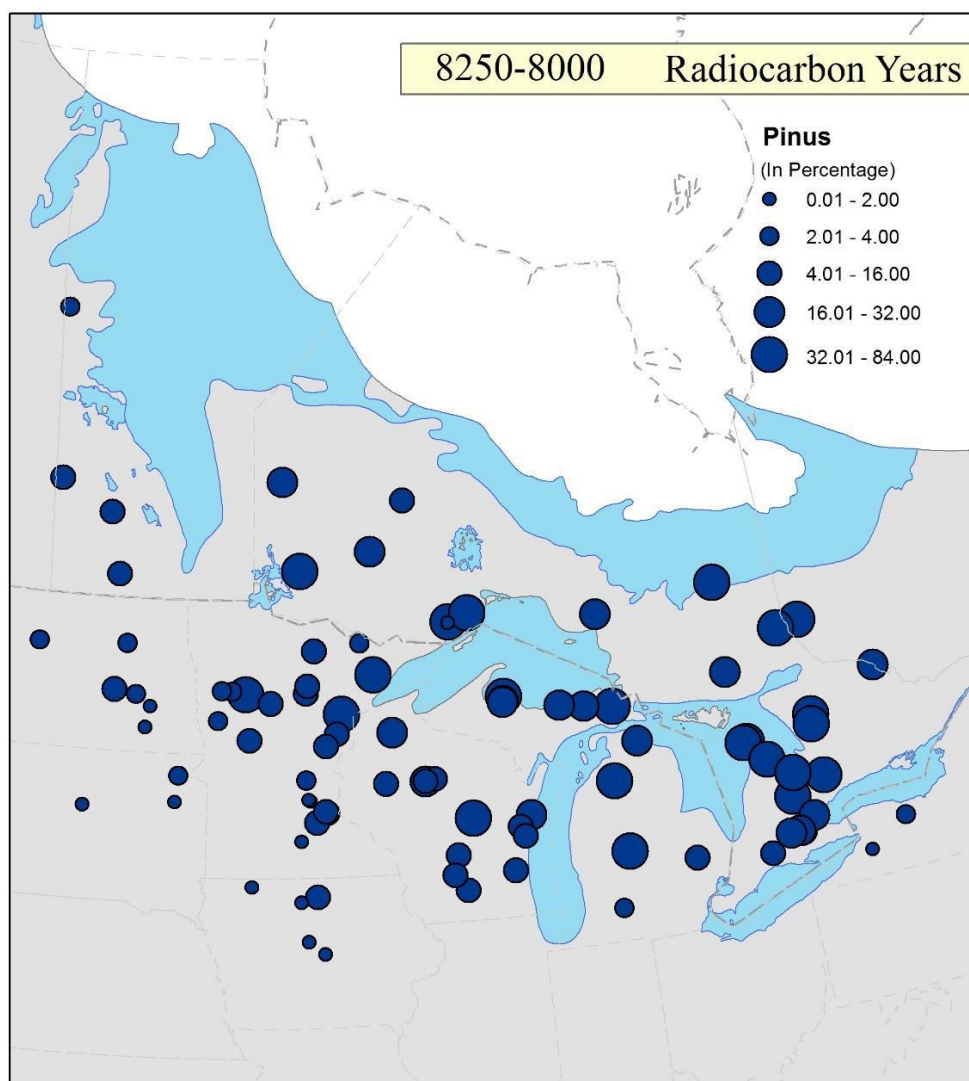 8250-8000 Radiocarbon Years
Pinus
(In Percentage)
0.01 - 2.00
2.01 - 4.00
4.01 - 16.00
16.01 - 32.00
32.01 - 84.00